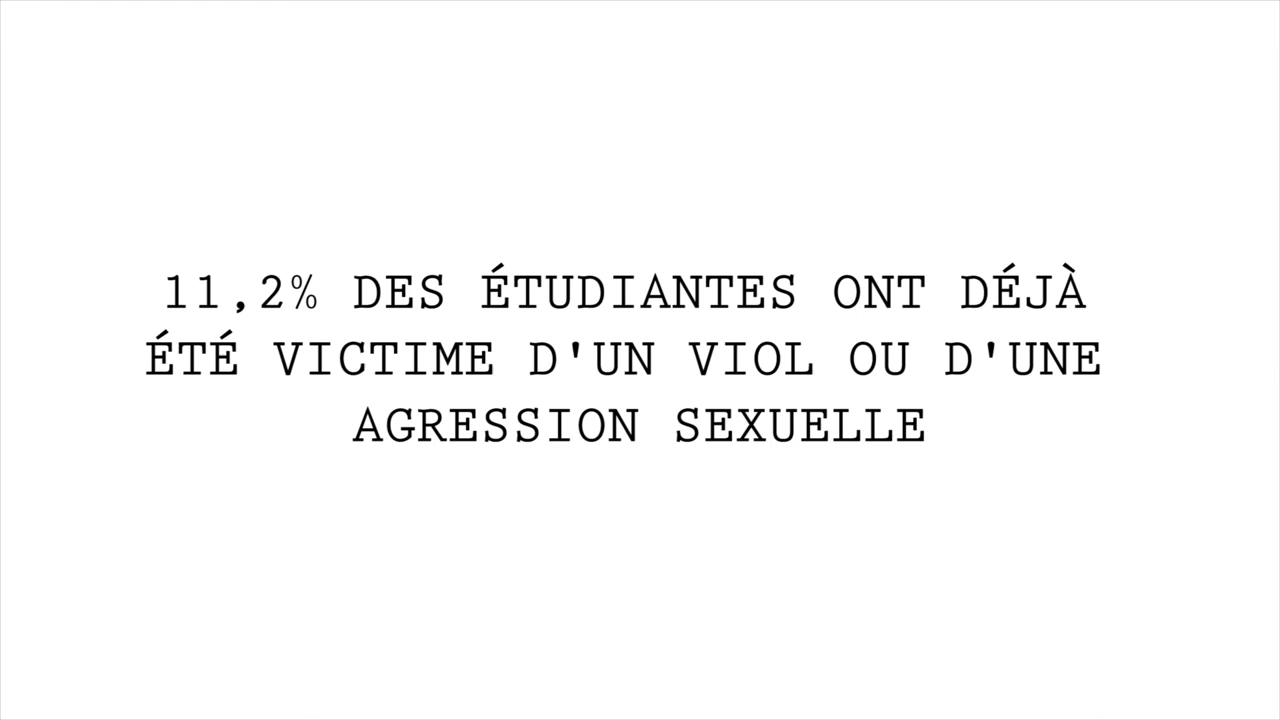 11,2% DES ÉTUDIANTES ONT DÉJÀ
ÉTÉ VICTIME D'UN VIOL OU D'UNE
AGRESSION SEXUELLE